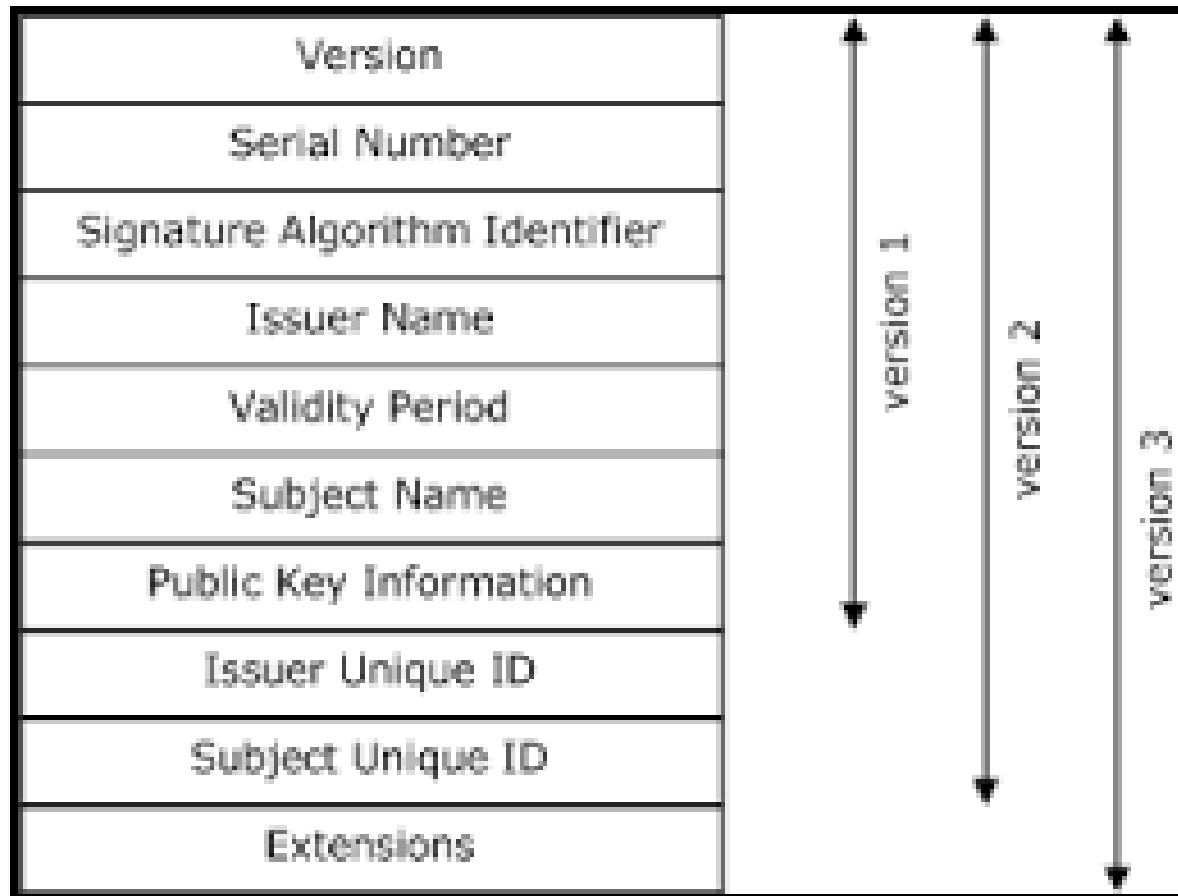 Version
Serial Number
Signature Algorithm Identifier
Issuer Name
Validity Period
Subject Name
Public Key Information
Issuer Unique ID
Subject Unique ID
Extensions
version 1
version 2
version 3